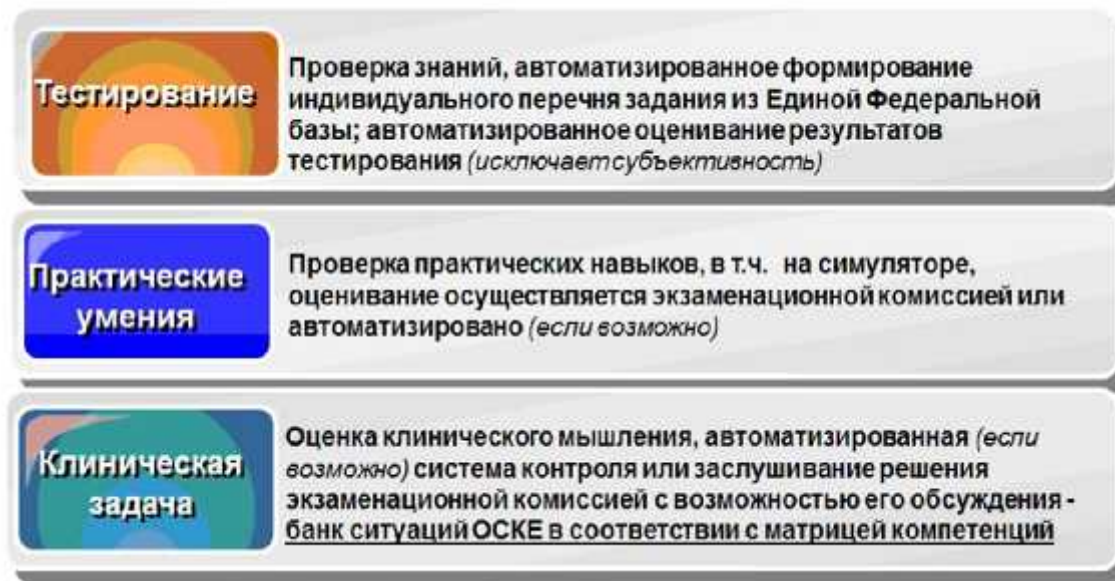 Тестирование
Проверка знаний, автоматизированное формирование
индивидуального перечня задания из Единой Федеральной
базы; автоматизированное оценивание результатов
тестирования (исключает субъективность)
Практические
умения
Проверка практических навыков, в т.ч. на симуляторе,
оценивание осуществляется экзаменационной комиссией или
автоматизировано (если возможно)
Клиническая
задача
Оценка клинического мышления, автоматизированная (если
возможно) система контроля или заслушивание решения
экзаменационной комиссией с возможностью его обсуждения -
банк ситуаций ОСКЕ в соответствии с матрицей компетенций